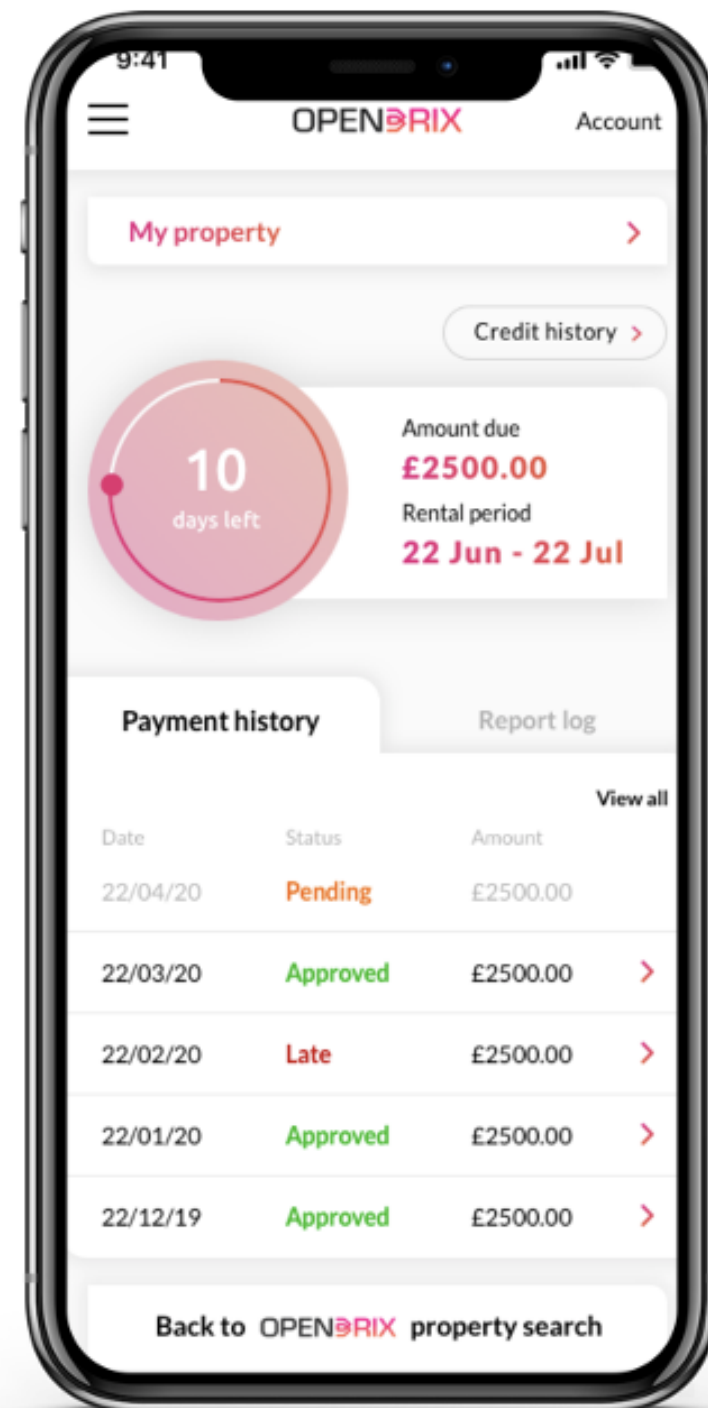 9:41
OPENBRIX
Account
My property
Credit history
10
days left
Amount due
£2500.00
Rental period
22 Jun - 22 Jul
Payment history
Report log
View all
Date Status Amount
22/04/20 Pending £2500.00
22/03/20 Approved £2500.00
22/02/20 Late £2500.00
22/01/20 Approved £2500.00
22/12/19 Approved £2500.00
Back to OPENBRIX property search